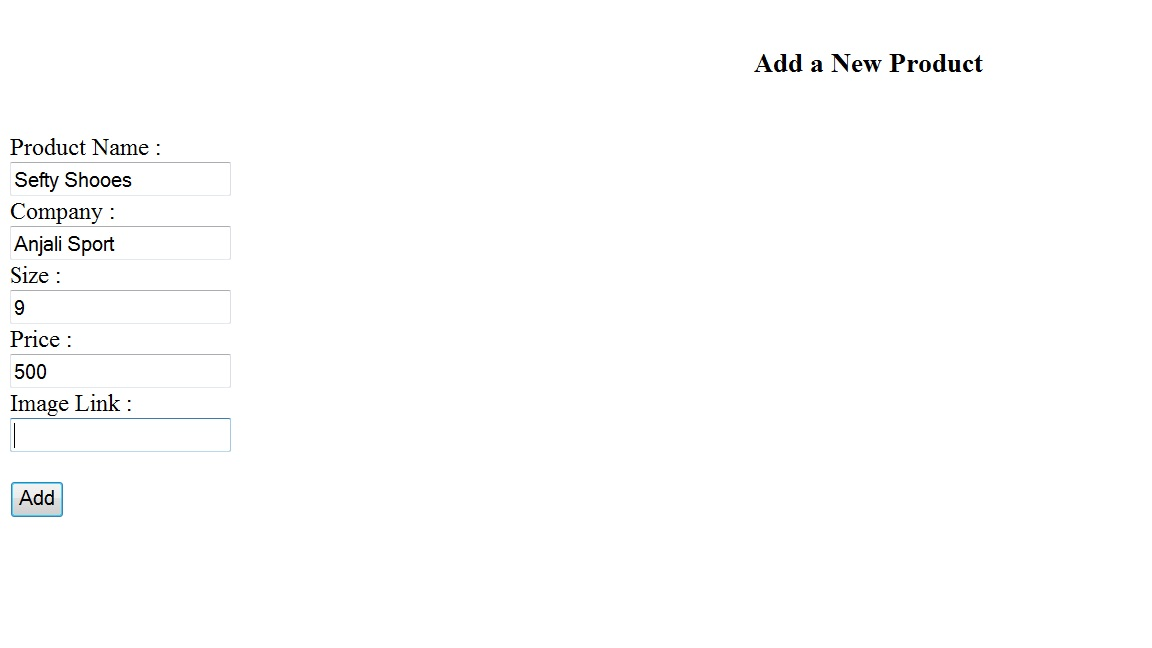 Add a New Product
Product Name :
Sefty Shooes
Company :
Anjali Sport
Size :
9
Price :
500
Image Link :
Add